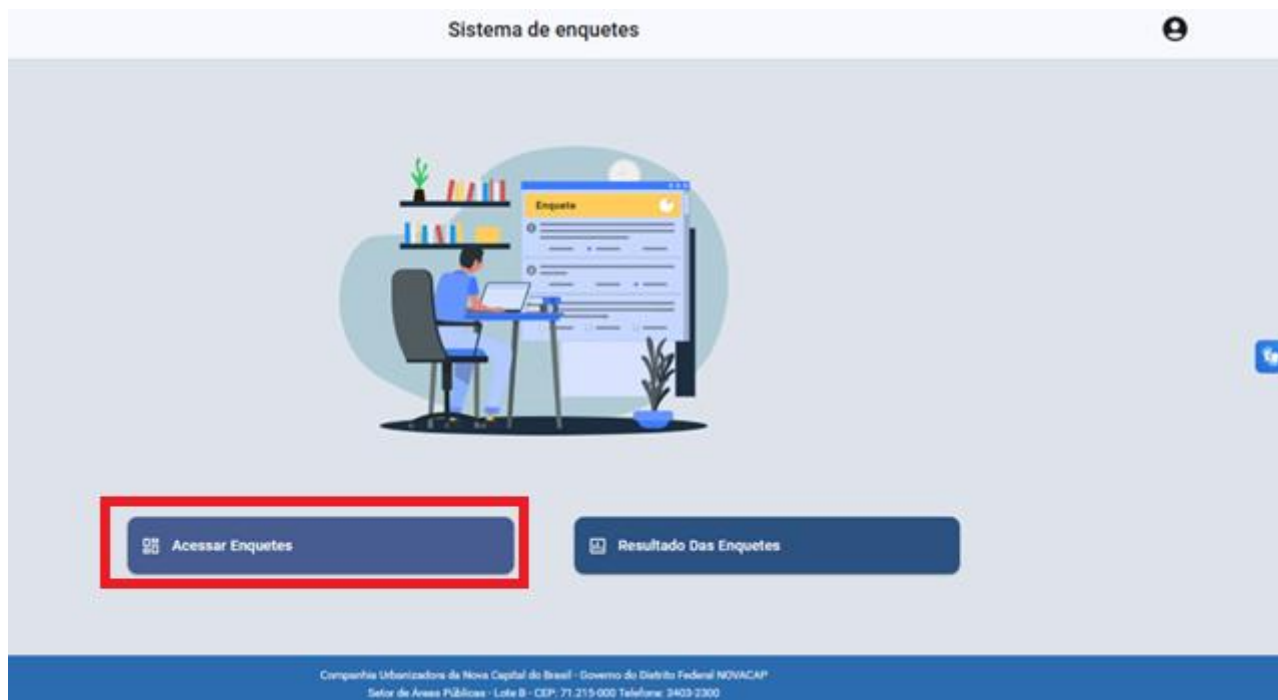 Sistema de enquetes
Enquete
Acessar Enquetes
Resultado Das Enquetes
Companhia Urbanizadora da Nova Capital do Brasil - Governo do Distrito Federal NOVACAP
Setor de Áreas Públicas - Lote B - CEP: 71.215-000 Telefone: 3403-2300